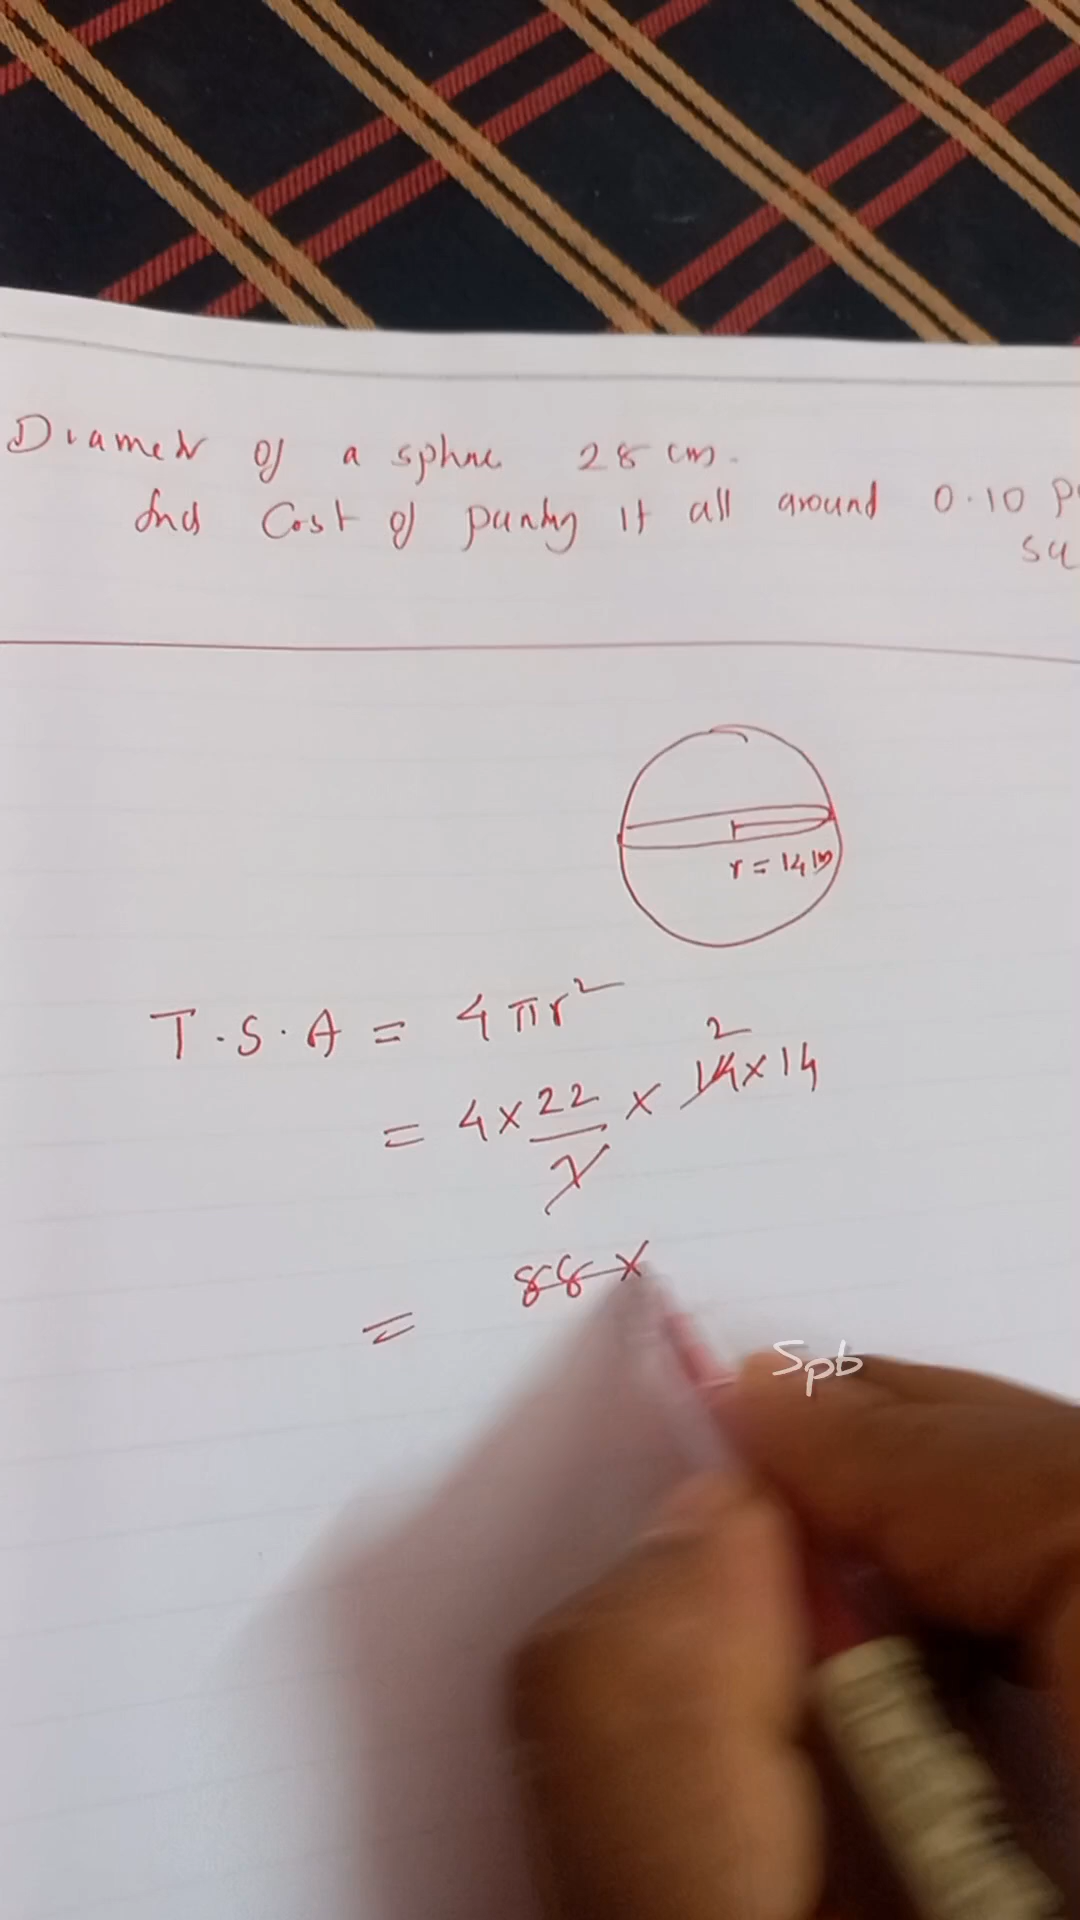 Diameter of a sphere 28 cm.
find Cost of painting it all around 0.10 p
sq
r = 14 cm
T.S.A = 4πr²
= 4 × 22/7 × 14 × 14
2
= 88 ×
Spb